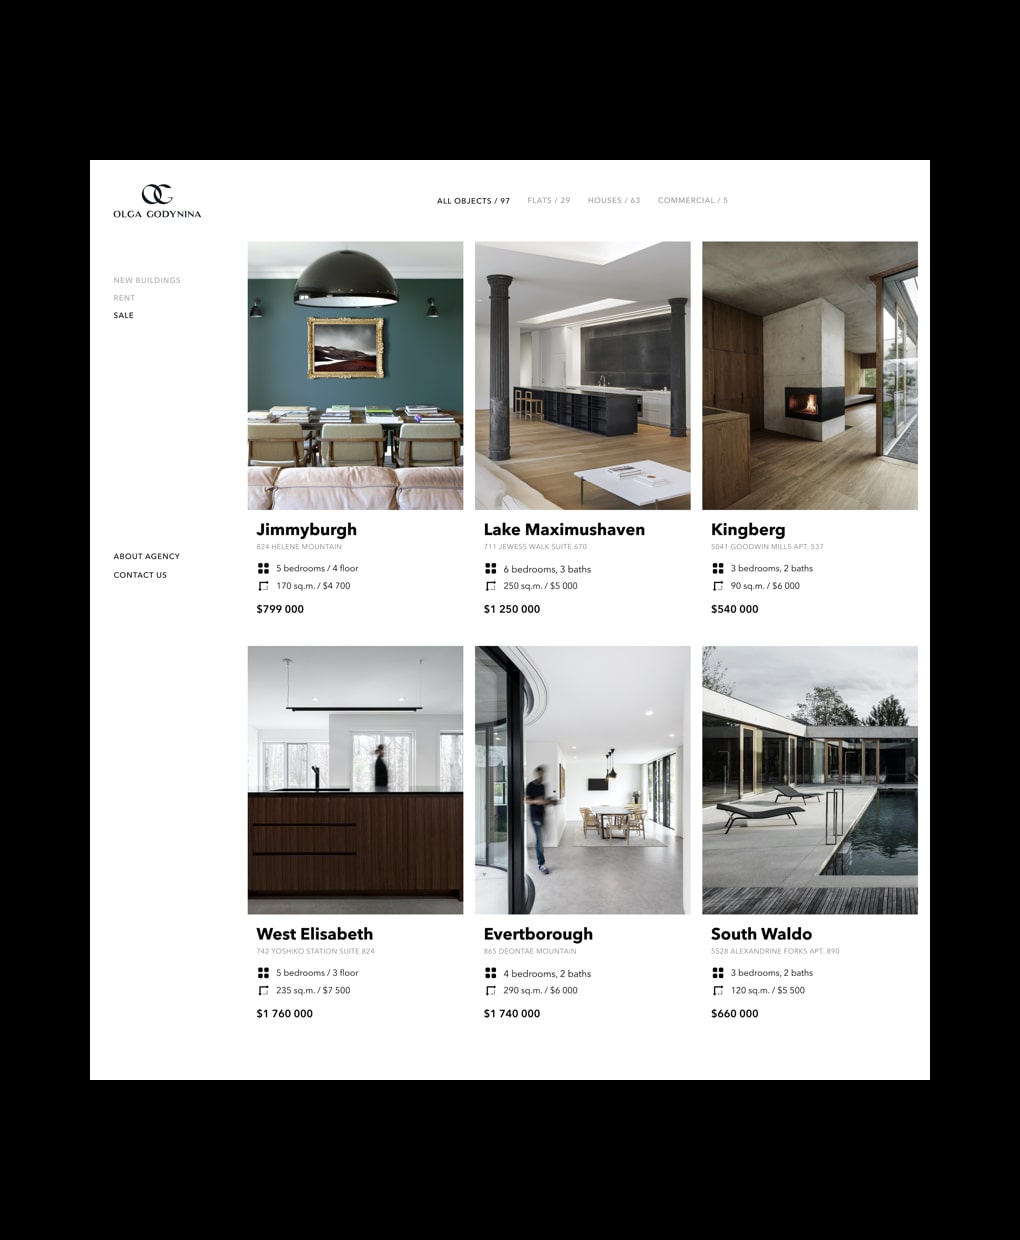 OLGA GODYNINA
ALL OBJECTS / 97 FLATS / 29 HOUSES / 63 COMMERCIAL / 5
NEW BUILDINGS
RENT
SALE
ABOUT AGENCY
CONTACT US
Jimmyburgh
824 HELENE MOUNTAIN
5 bedrooms / 4 floor
170 sq.m. / $4 700
$799 000
Lake Maximushaven
711 JEWESS WALK SUITE 670
6 bedrooms, 3 baths
250 sq.m. / $5 000
$1 250 000
Kingberg
5041 GOODWIN MILLS APT. 537
3 bedrooms, 2 baths
90 sq.m. / $6 000
$540 000
West Elisabeth
742 YOSHIKO STATION SUITE 824
5 bedrooms / 3 floor
235 sq.m. / $7 500
$1 760 000
Evertborough
865 DEONTAE MOUNTAIN
4 bedrooms, 2 baths
290 sq.m. / $6 000
$1 740 000
South Waldo
5528 ALEXANDRINE FORKS APT. 890
3 bedrooms, 2 baths
120 sq.m. / $5 500
$660 000